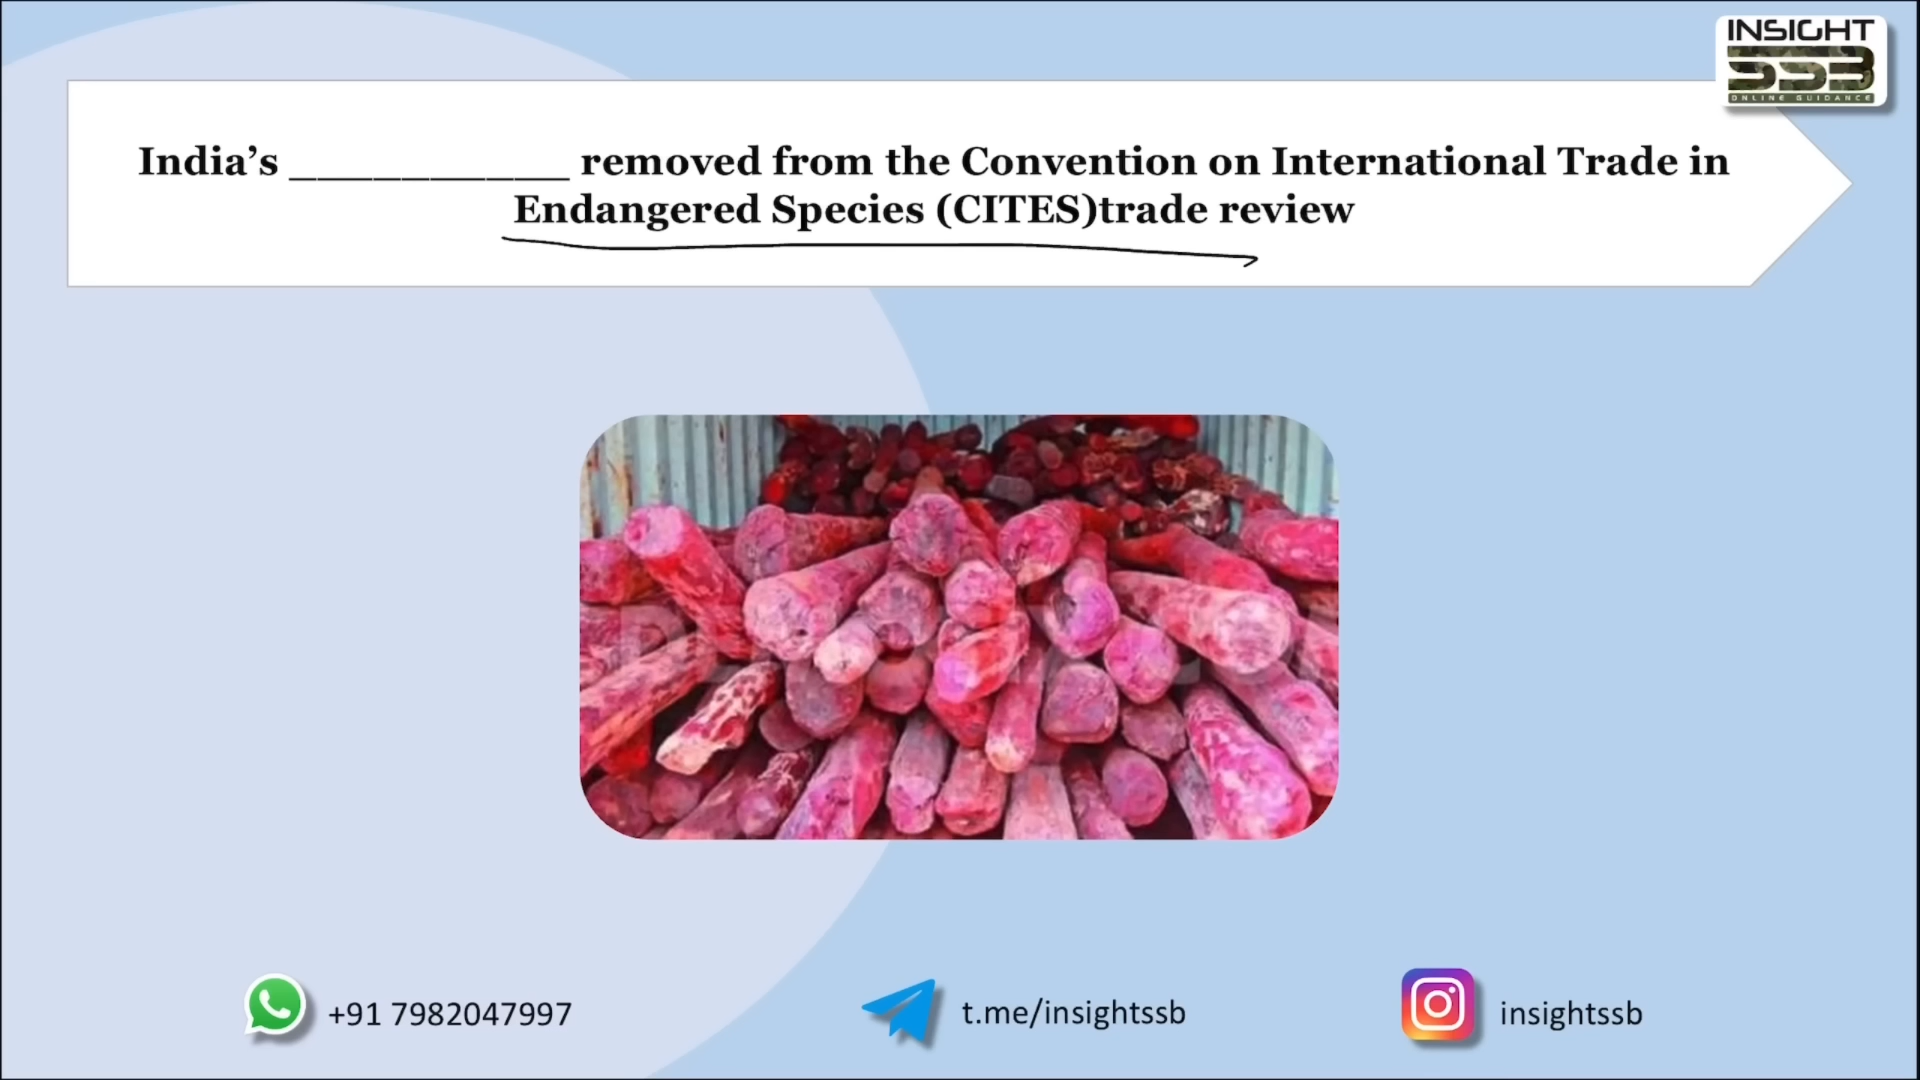 INSIGHT
SSB
ONLINE GUIDANCE
India’s __________ removed from the Convention on International Trade in
Endangered Species (CITES)trade review
+91 7982047997
t.me/insightssb
insightssb